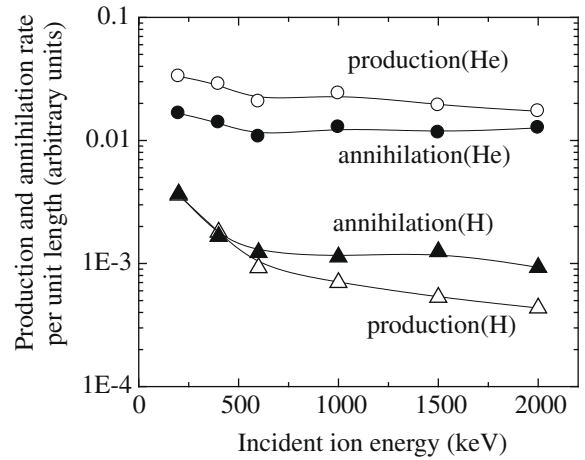 Production and annihilation rate
per unit length (arbitrary units)
0.1
0.01
1E-3
1E-4
production(He)
annihilation(He)
annihilation(H)
production(H)
0 500 1000 1500 2000
Incident ion energy (keV)